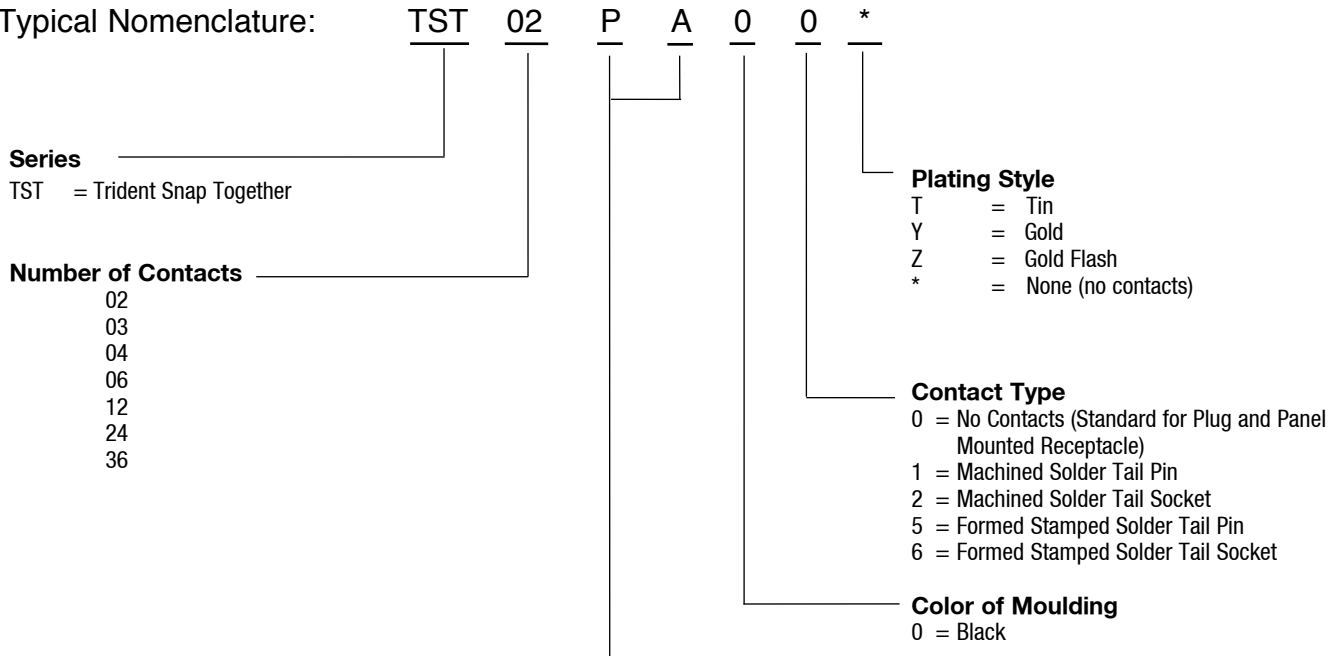 Typical Nomenclature: TST 02 P A 0 0 *
Series
TST = Trident Snap Together
Number of Contacts
02
03
04
06
12
24
36
Plating Style
T = Tin
Y = Gold
Z = Gold Flash
* = None (no contacts)
Contact Type
0 = No Contacts (Standard for Plug and Panel
Mounted Receptacle)
1 = Machined Solder Tail Pin
2 = Machined Solder Tail Socket
5 = Formed Stamped Solder Tail Pin
6 = Formed Stamped Solder Tail Socket
Color of Moulding
0 = Black